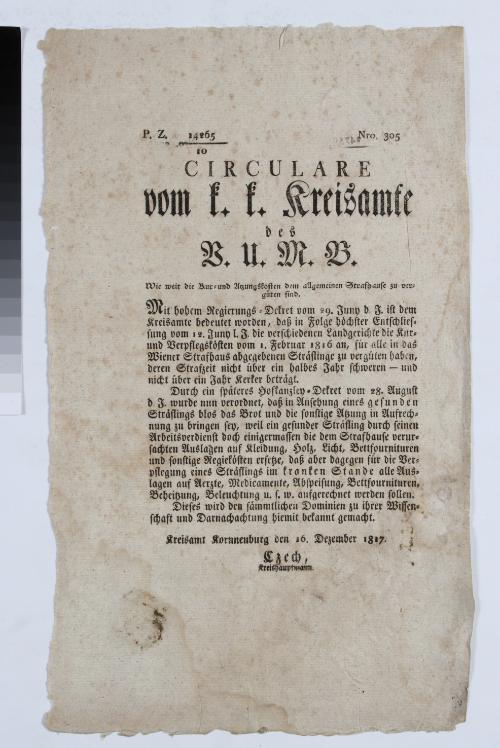 P. Z. 14265 Nro. 305
10
CIRCULARE
vom k. k. Kreisamte
des
V. U. M. B.
Wie weit die Kur- und Atzungskosten dem allgemeinen Strafhause zu ver-
güten sind.
Mit hohem Regierungs-Dekret vom 29. Juny d. J. ist dem
Kreisamte bedeutet worden, daß in Folge höchster Entschlies-
sung vom 12. Juny l. J. die verschiedenen Landgerichte die Kur-
und Verpflegskösten vom 1. Februar 1816 an, für alle in das
Wiener Strafhaus abgegebenen Sträflinge zu vergüten haben,
deren Strafzeit nicht über ein halbes Jahr schweren — und
nicht über ein Jahr Kerker beträgt.
Durch ein späteres Hofkanzley-Dekret vom 28. August
d. J. wurde nun verordnet, daß in Ansehung eines gesunden
Sträflings blos das Brot und die sonstige Atzung in Aufrech-
nung zu bringen sey, weil ein gesunder Sträfling durch seinen
Arbeitsverdienst doch einigermassen die dem Strafhause verur-
sachten Auslagen auf Kleidung, Holz, Licht, Bettfournituren
und sonstige Regiekösten ersetze, daß aber dagegen für die Ver-
pflegung eines Sträflings im kranken Stande alle Aus-
lagen auf Aerzte, Medicamente, Abspeisung, Bettfournituren,
Beheitzung, Beleuchtung u. s. w. aufgerechnet werden sollen.
Dieses wird den sämmtlichen Dominien zu ihrer Wissen-
schaft und Darnachachtung hiemit bekannt gemacht.
Kreisamt Kornneuburg den 16. Dezember 1817.
Czech,
Kreishauptmann.